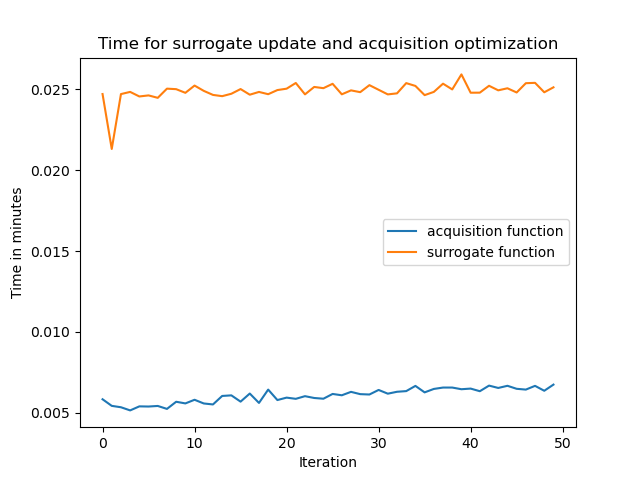 Time for surrogate update and acquisition optimization
0.025
0.020
0.015
0.010
0.005
Time in minutes
acquisition function
surrogate function
0 10 20 30 40 50
Iteration